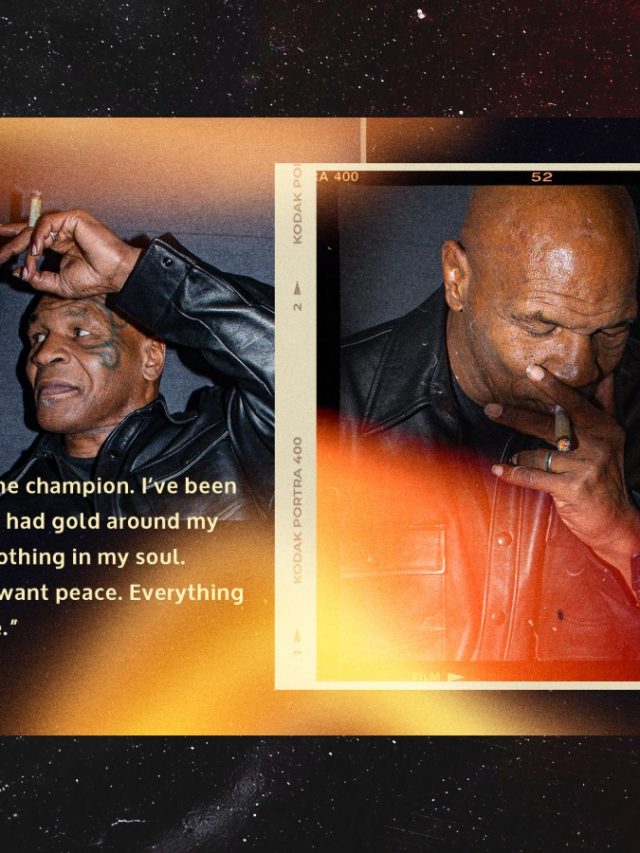 he champion. I've been
had gold around my
othing in my soul.
want peace. Everything
."
KODAK PO
2
KODAK PORTRA 400
1
A 400
52
FILM